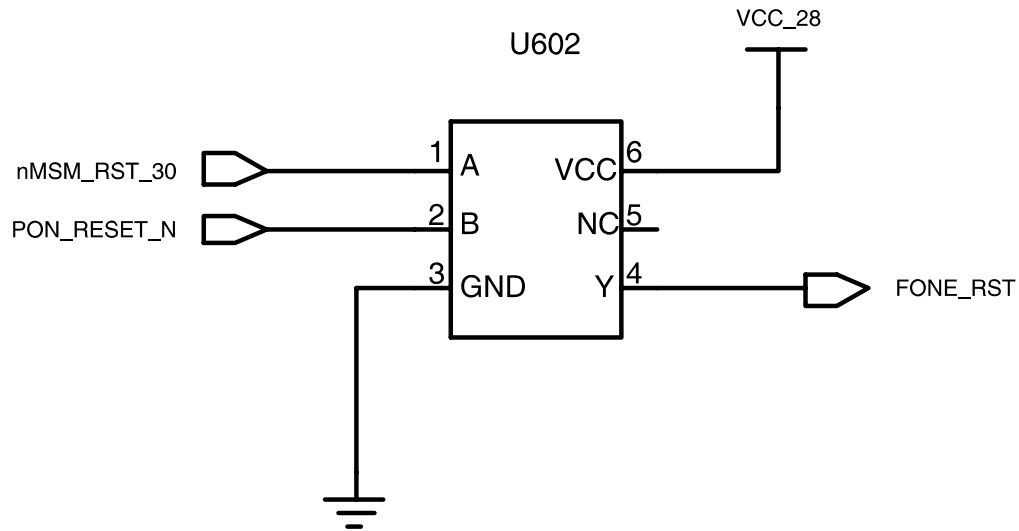 VCC_28
U602
nMSM_RST_30
1
A
VCC
6
PON_RESET_N
2
B
NC
5
3
GND
Y
4
FONE_RST